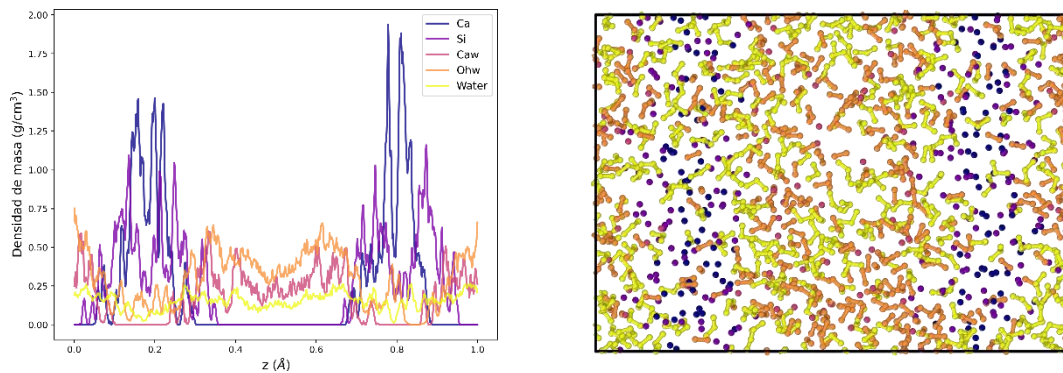 2.00
1.75
1.50
1.25
1.00
0.75
0.50
0.25
0.00
Densidad de masa (g/cm³)
Ca
Si
Caw
Ohw
Water
0.0 0.2 0.4 0.6 0.8 1.0
z (Å)